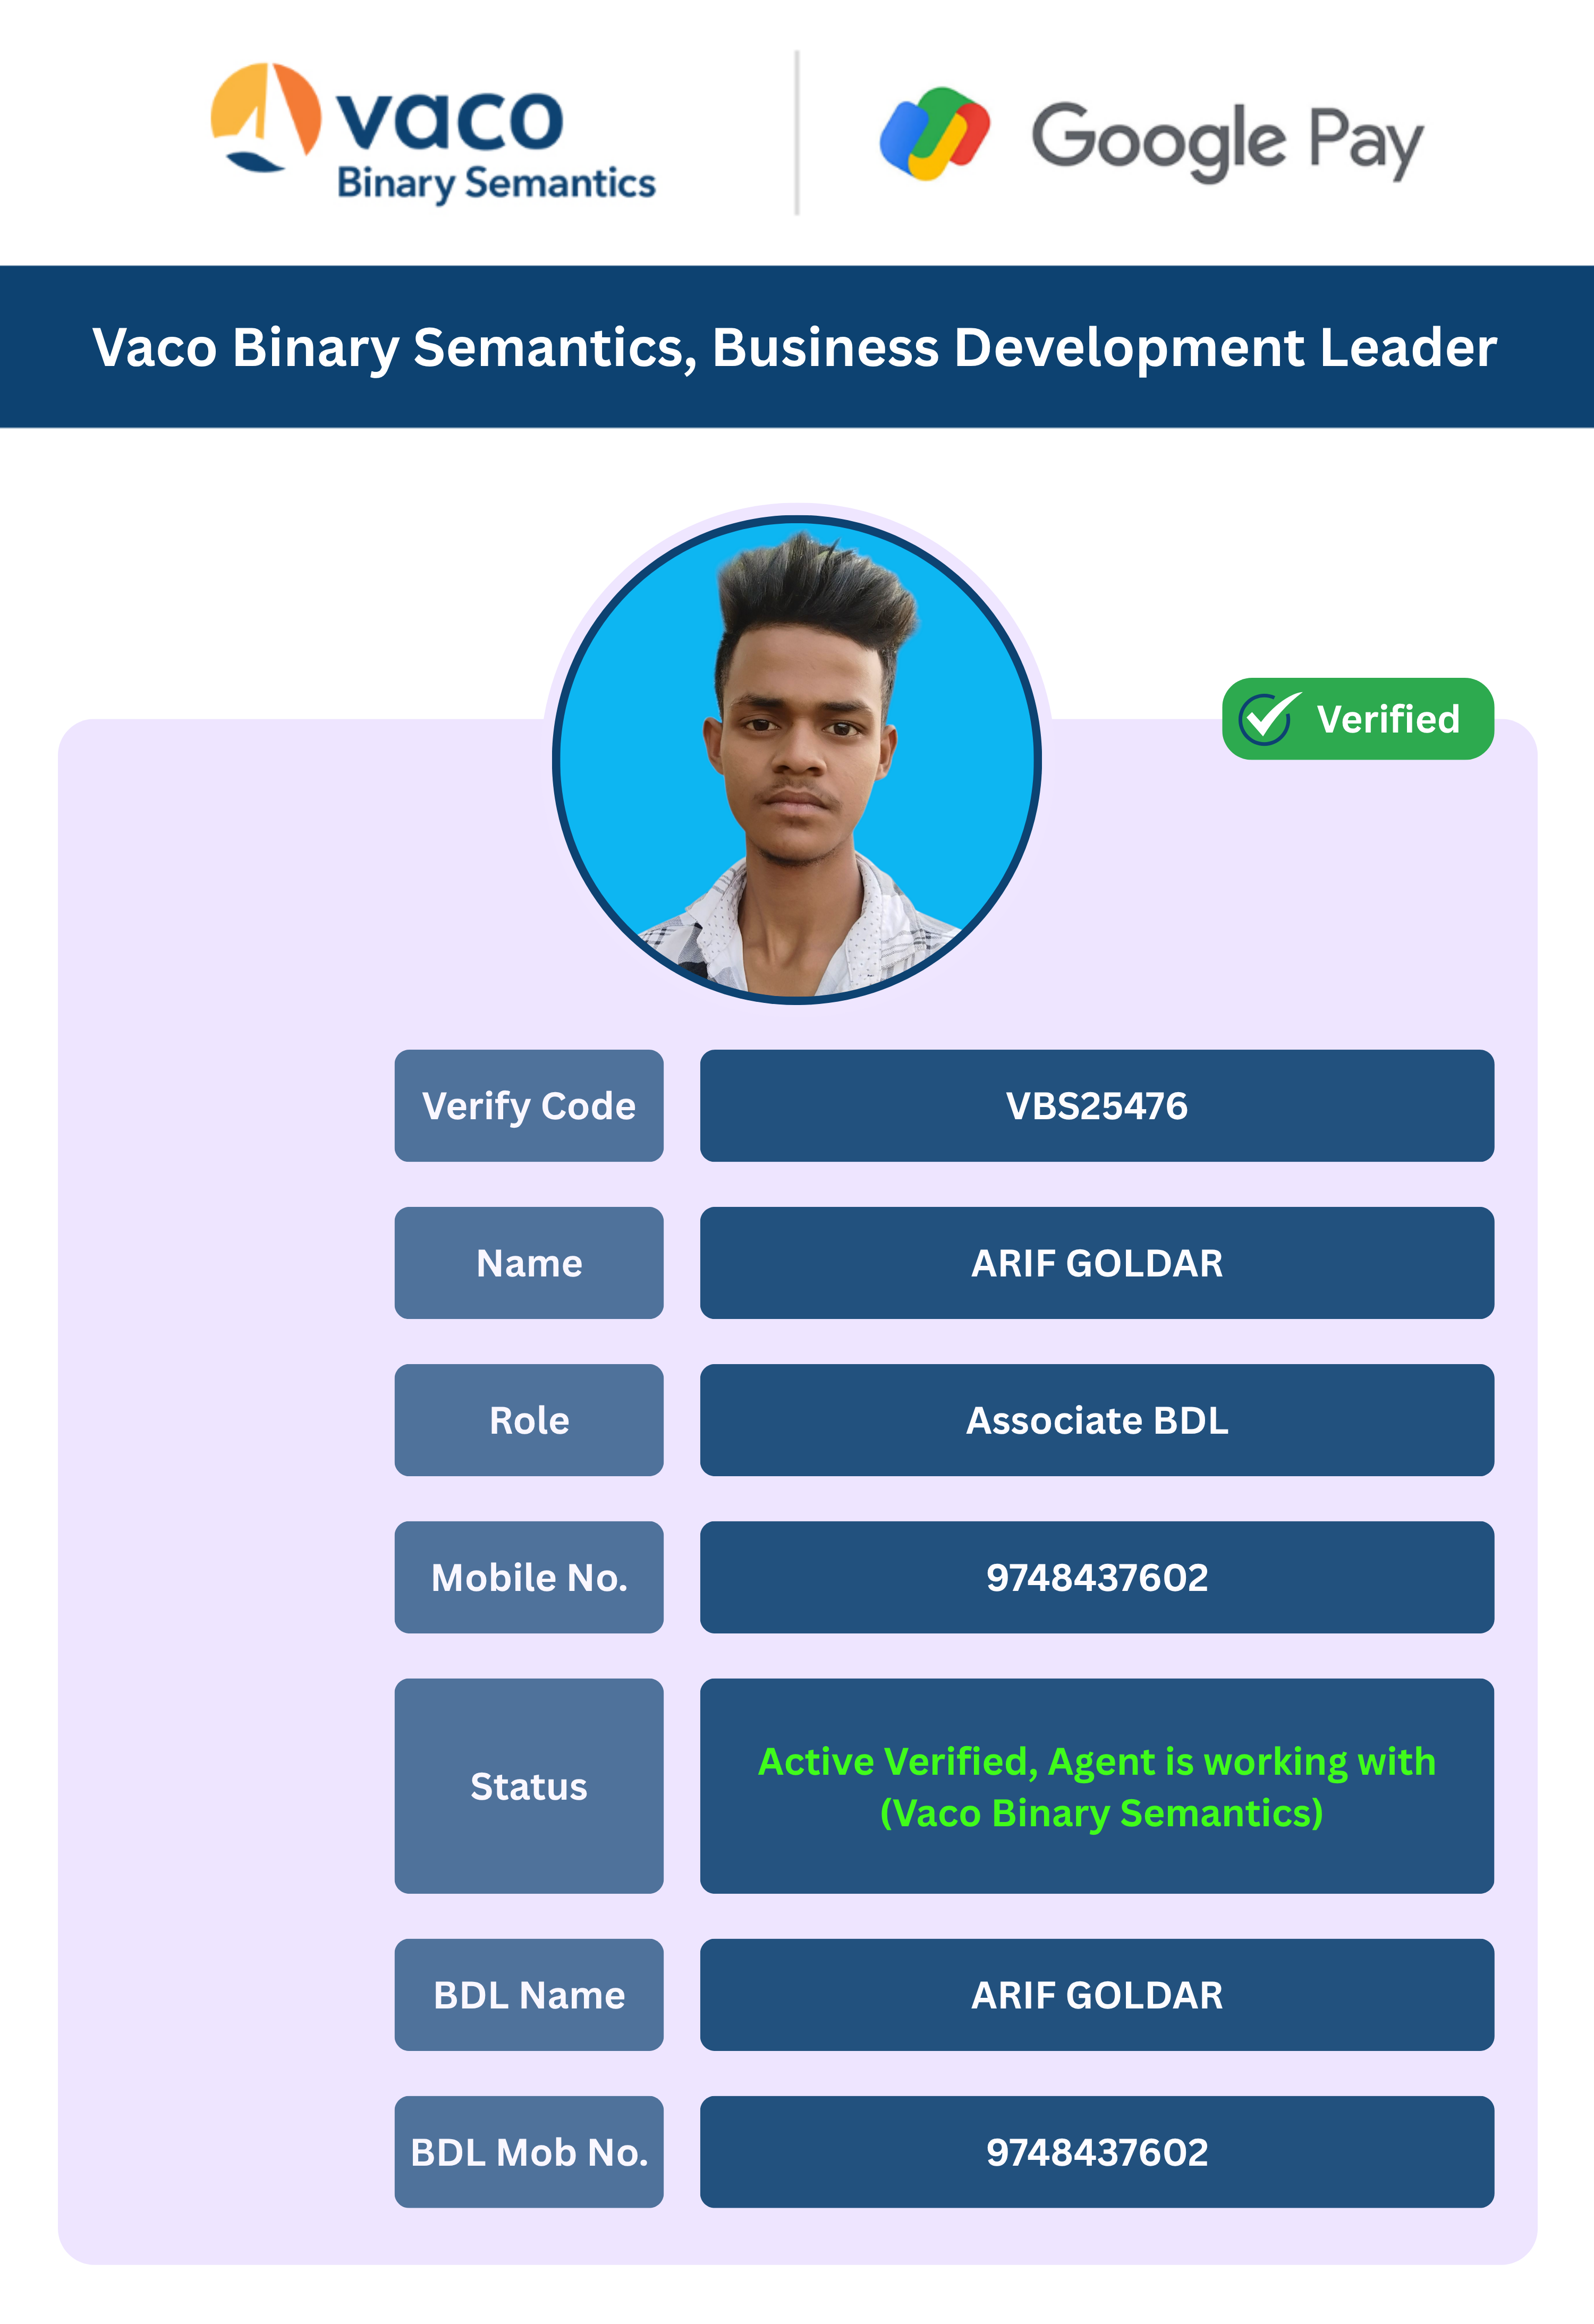 vaco
Binary Semantics
Google Pay
Vaco Binary Semantics, Business Development Leader
Verified
Verify Code VBS25476
Name ARIF GOLDAR
Role Associate BDL
Mobile No. 9748437602
Status Active Verified, Agent is working with
(Vaco Binary Semantics)
BDL Name ARIF GOLDAR
BDL Mob No. 9748437602